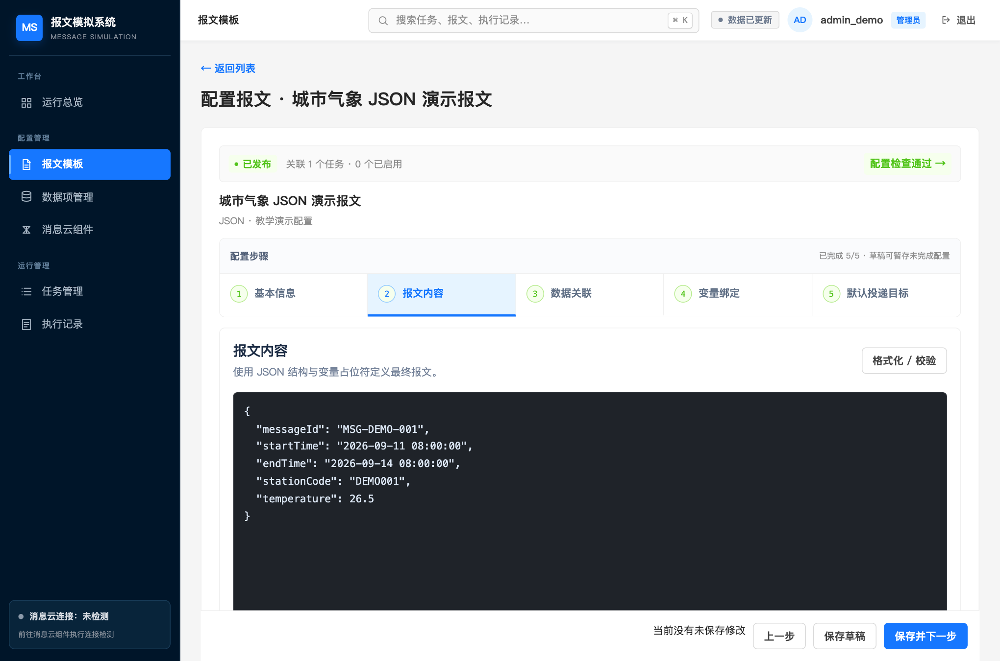 MS
报文模拟系统
MESSAGE SIMULATION
工作台
运行总览
配置管理
报文模板
数据项管理
消息云组件
运行管理
任务管理
执行记录
消息云连接：未检测
前往消息云组件执行连接检测
报文模板
搜索任务、报文、执行记录...
⌘ K
数据已更新
AD
admin_demo
管理员
退出
← 返回列表
配置报文 · 城市气象 JSON 演示报文
已发布
关联 1 个任务 · 0 个已启用
配置检查通过 →
城市气象 JSON 演示报文
JSON · 教学演示配置
配置步骤
已完成 5/5 · 草稿可暂存未完成配置
1 基本信息
2 报文内容
3 数据关联
4 变量绑定
5 默认投递目标
报文内容
使用 JSON 结构与变量占位符定义最终报文。
格式化 / 校验
{
"messageId": "MSG-DEMO-001",
"startTime": "2026-09-11 08:00:00",
"endTime": "2026-09-14 08:00:00",
"stationCode": "DEMO001",
"temperature": 26.5
}
当前没有未保存修改
上一步
保存草稿
保存并下一步